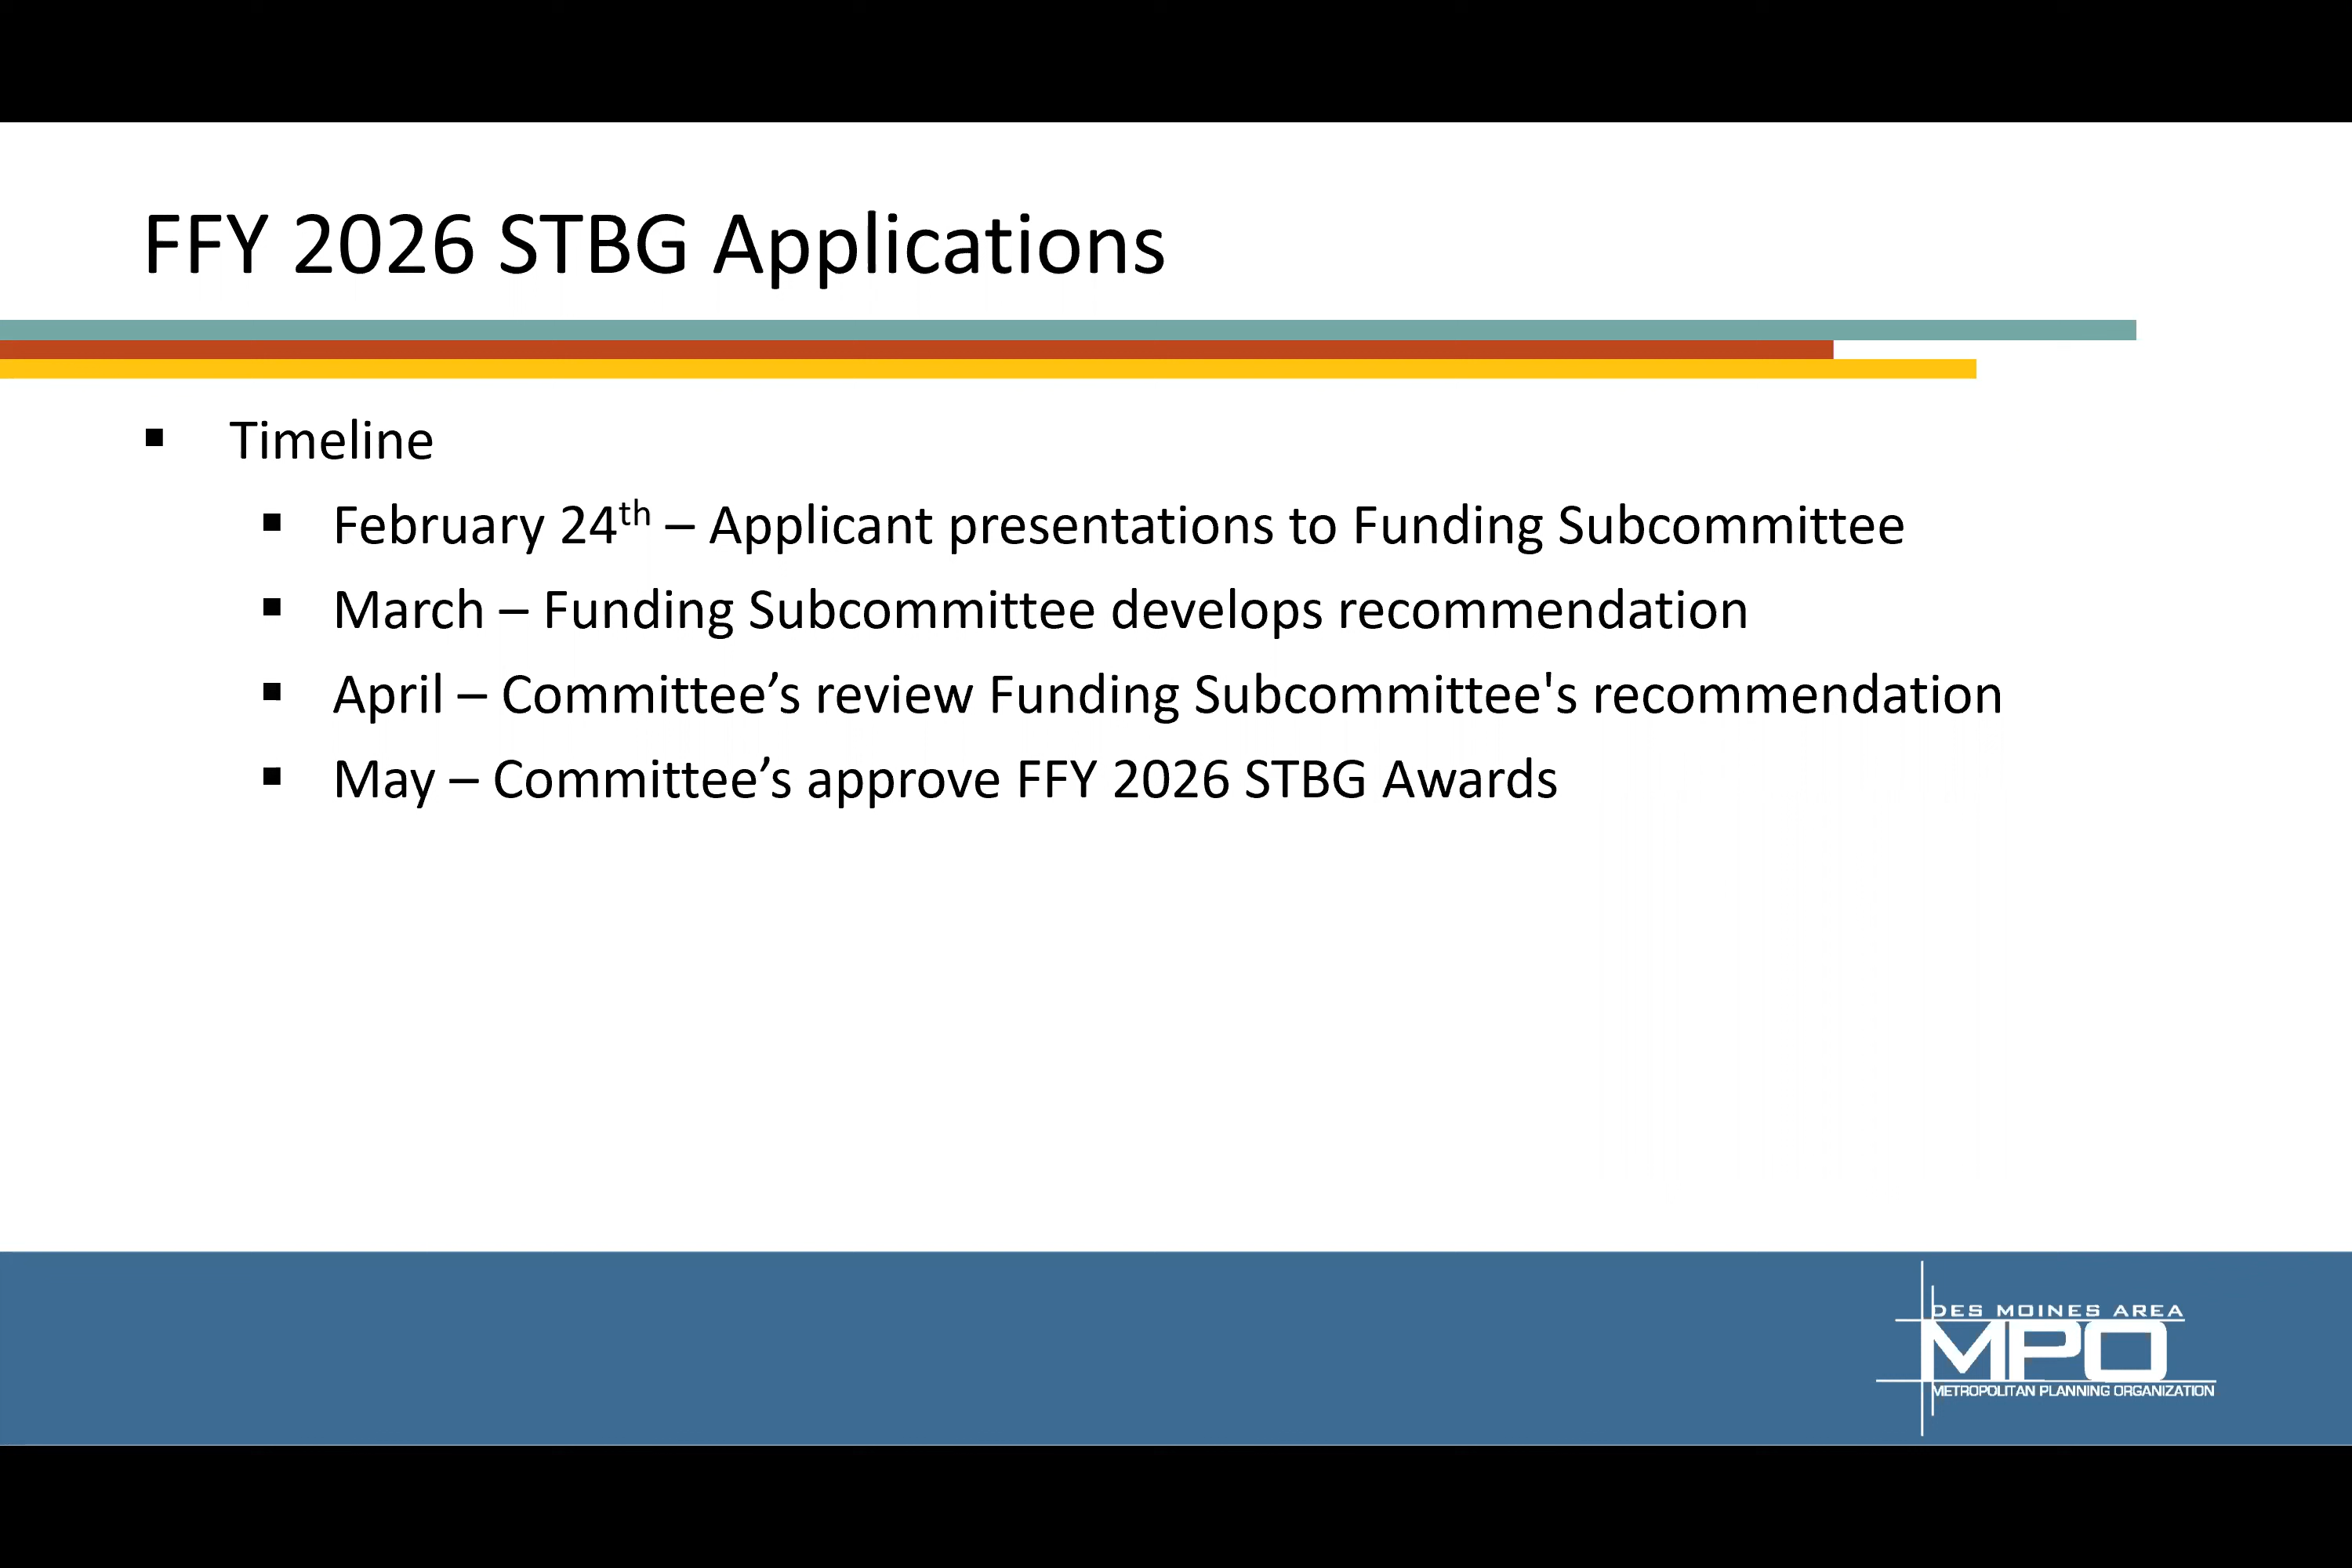 FFY 2026 STBG Applications
▪ Timeline
▪ February 24th – Applicant presentations to Funding Subcommittee
▪ March – Funding Subcommittee develops recommendation
▪ April – Committee’s review Funding Subcommittee's recommendation
▪ May – Committee’s approve FFY 2026 STBG Awards
DES MOINES AREA
MPO
METROPOLITAN PLANNING ORGANIZATION